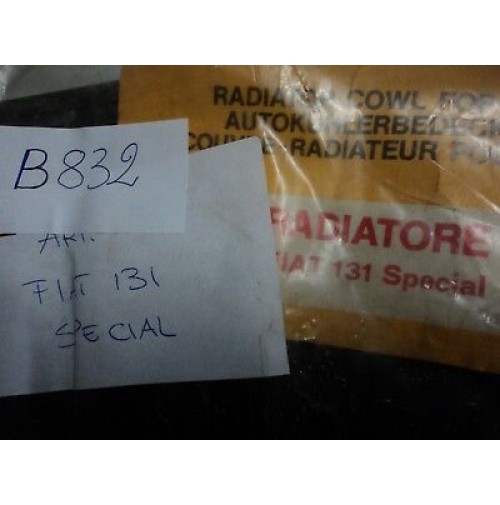 RADIATOR COWL FOR
AUTOKÜHLERBEDECK
COUVRE-RADIATEUR POU
RADIATORE
FIAT 131 Special
B832
ART.
FIAT 131
SPECIAL